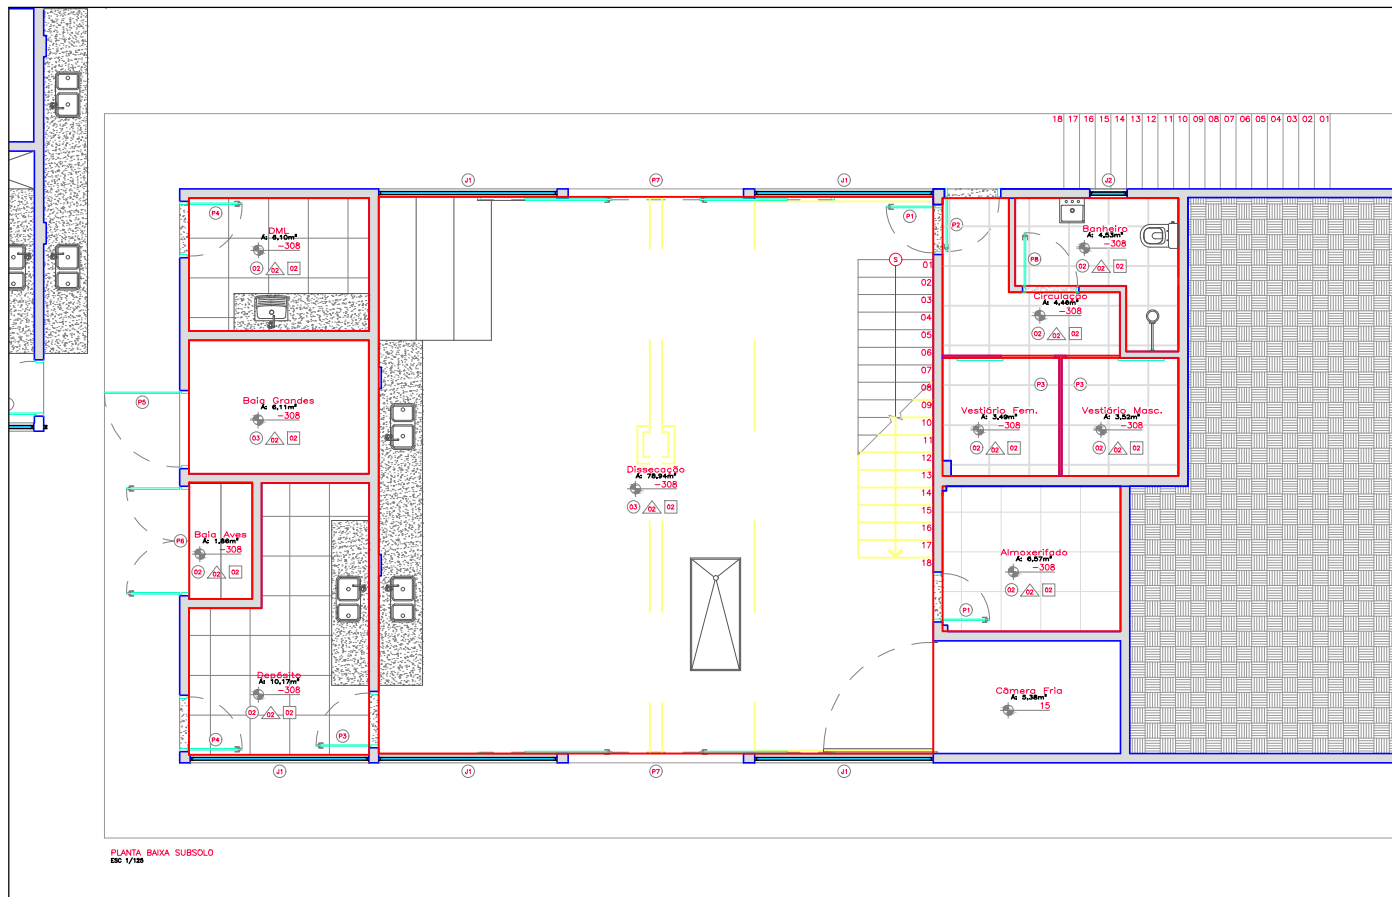 18 17 16 15 14 13 12 11 10 09 08 07 06 05 04 03 02 01
J1
P7
J1
J2
P4
DML
A: 6,10m²
-308
02 02 02
P1
P2
Banheiro
A: 4,53m²
-308
02 02 02
P8
S
01
02
03
04
05
06
07
08
09
10
11
12
13
14
15
16
17
18
Circulação
A: 4,46m²
-308
02 02 02
P5
Baia Grandes
A: 6,11m²
-308
03 02 02
P3
P3
Vestiário Fem.
A: 3,49m²
-308
02 02 02
Vestiário Masc.
A: 3,52m²
-308
02 02 02
Dissecação
A: 78,94m²
-308
03 02 02
P6
Baia Aves
A: 1,86m²
-308
02 02 02
Almoxerifado
A: 6,57m²
-308
02 02 02
P1
Depósito
A: 10,17m²
-308
02 02 02
P4
P3
Câmera Fria
A: 5,38m²
15
J1
J1
P7
J1
PLANTA BAIXA SUBSOLO
ESC 1/125